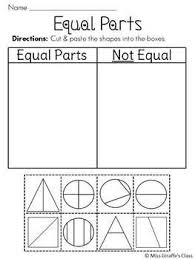 Name
Equal Parts
Directions: Cut & paste the shapes into the boxes.
Equal Parts Not Equal
© Miss Giraffe's Class